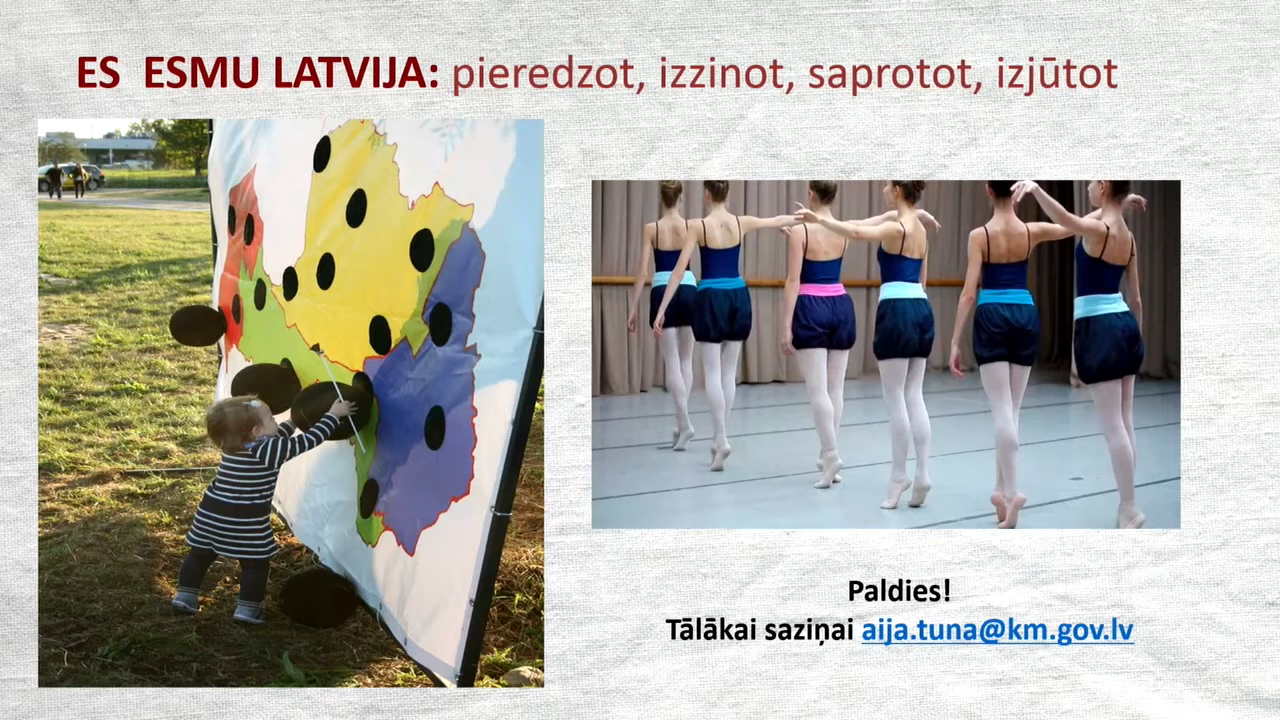 ES ESMU LATVIJA: pieredzot, izzinot, saprotot, izjūtot
Paldies!
Tālākai saziņai aija.tuna@km.gov.lv